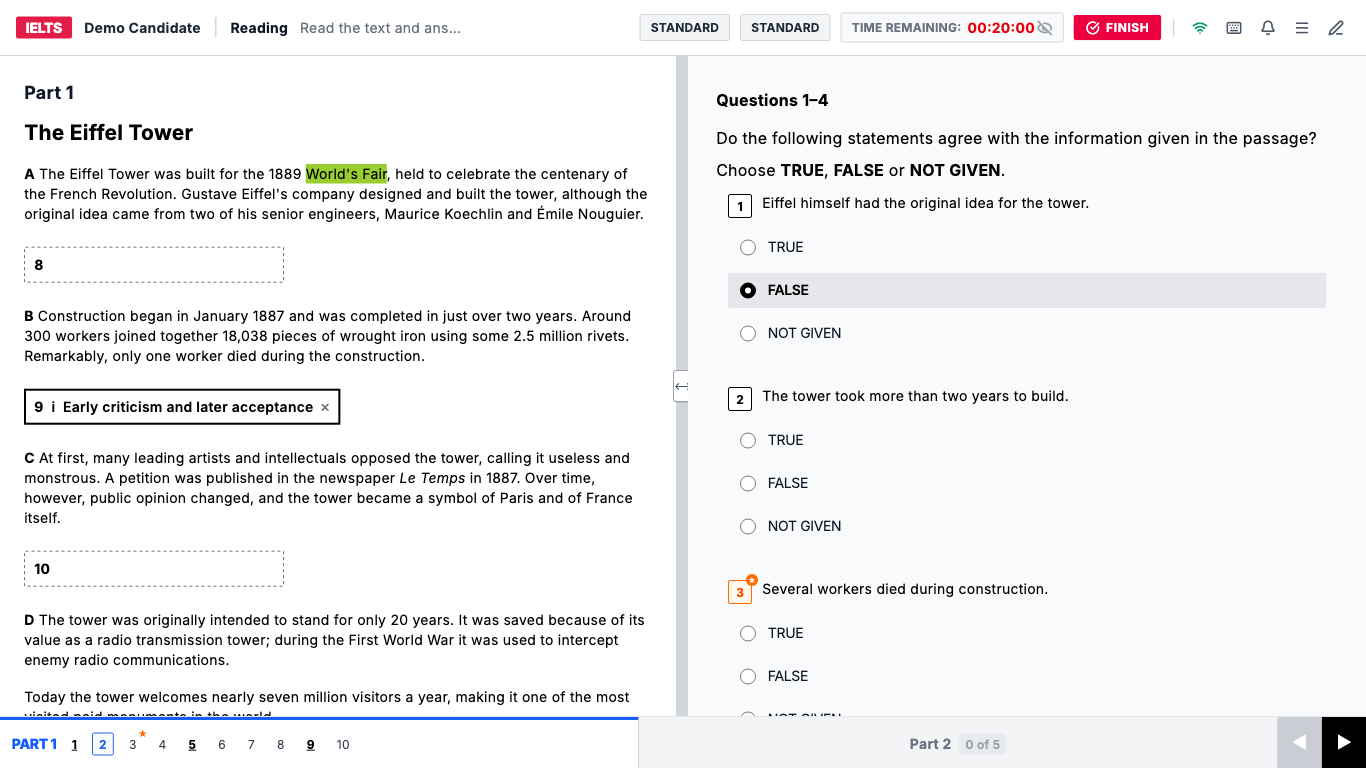 IELTS Demo Candidate Reading Read the text and ans... STANDARD STANDARD TIME REMAINING: 00:20:00 FINISH
Part 1
The Eiffel Tower
A The Eiffel Tower was built for the 1889 World's Fair, held to celebrate the centenary of
the French Revolution. Gustave Eiffel's company designed and built the tower, although the
original idea came from two of his senior engineers, Maurice Koechlin and Émile Nouguier.
8
B Construction began in January 1887 and was completed in just over two years. Around
300 workers joined together 18,038 pieces of wrought iron using some 2.5 million rivets.
Remarkably, only one worker died during the construction.
9 i Early criticism and later acceptance ×
C At first, many leading artists and intellectuals opposed the tower, calling it useless and
monstrous. A petition was published in the newspaper Le Temps in 1887. Over time,
however, public opinion changed, and the tower became a symbol of Paris and of France
itself.
10
D The tower was originally intended to stand for only 20 years. It was saved because of its
value as a radio transmission tower; during the First World War it was used to intercept
enemy radio communications.
Today the tower welcomes nearly seven million visitors a year, making it one of the most
visited paid monuments in the world.
Questions 1–4
Do the following statements agree with the information given in the passage?
Choose TRUE, FALSE or NOT GIVEN.
1 Eiffel himself had the original idea for the tower.
TRUE
FALSE
NOT GIVEN
2 The tower took more than two years to build.
TRUE
FALSE
NOT GIVEN
3 Several workers died during construction.
TRUE
FALSE
NOT GIVEN
PART 1 1 2 3 4 5 6 7 8 9 10 Part 2 0 of 5